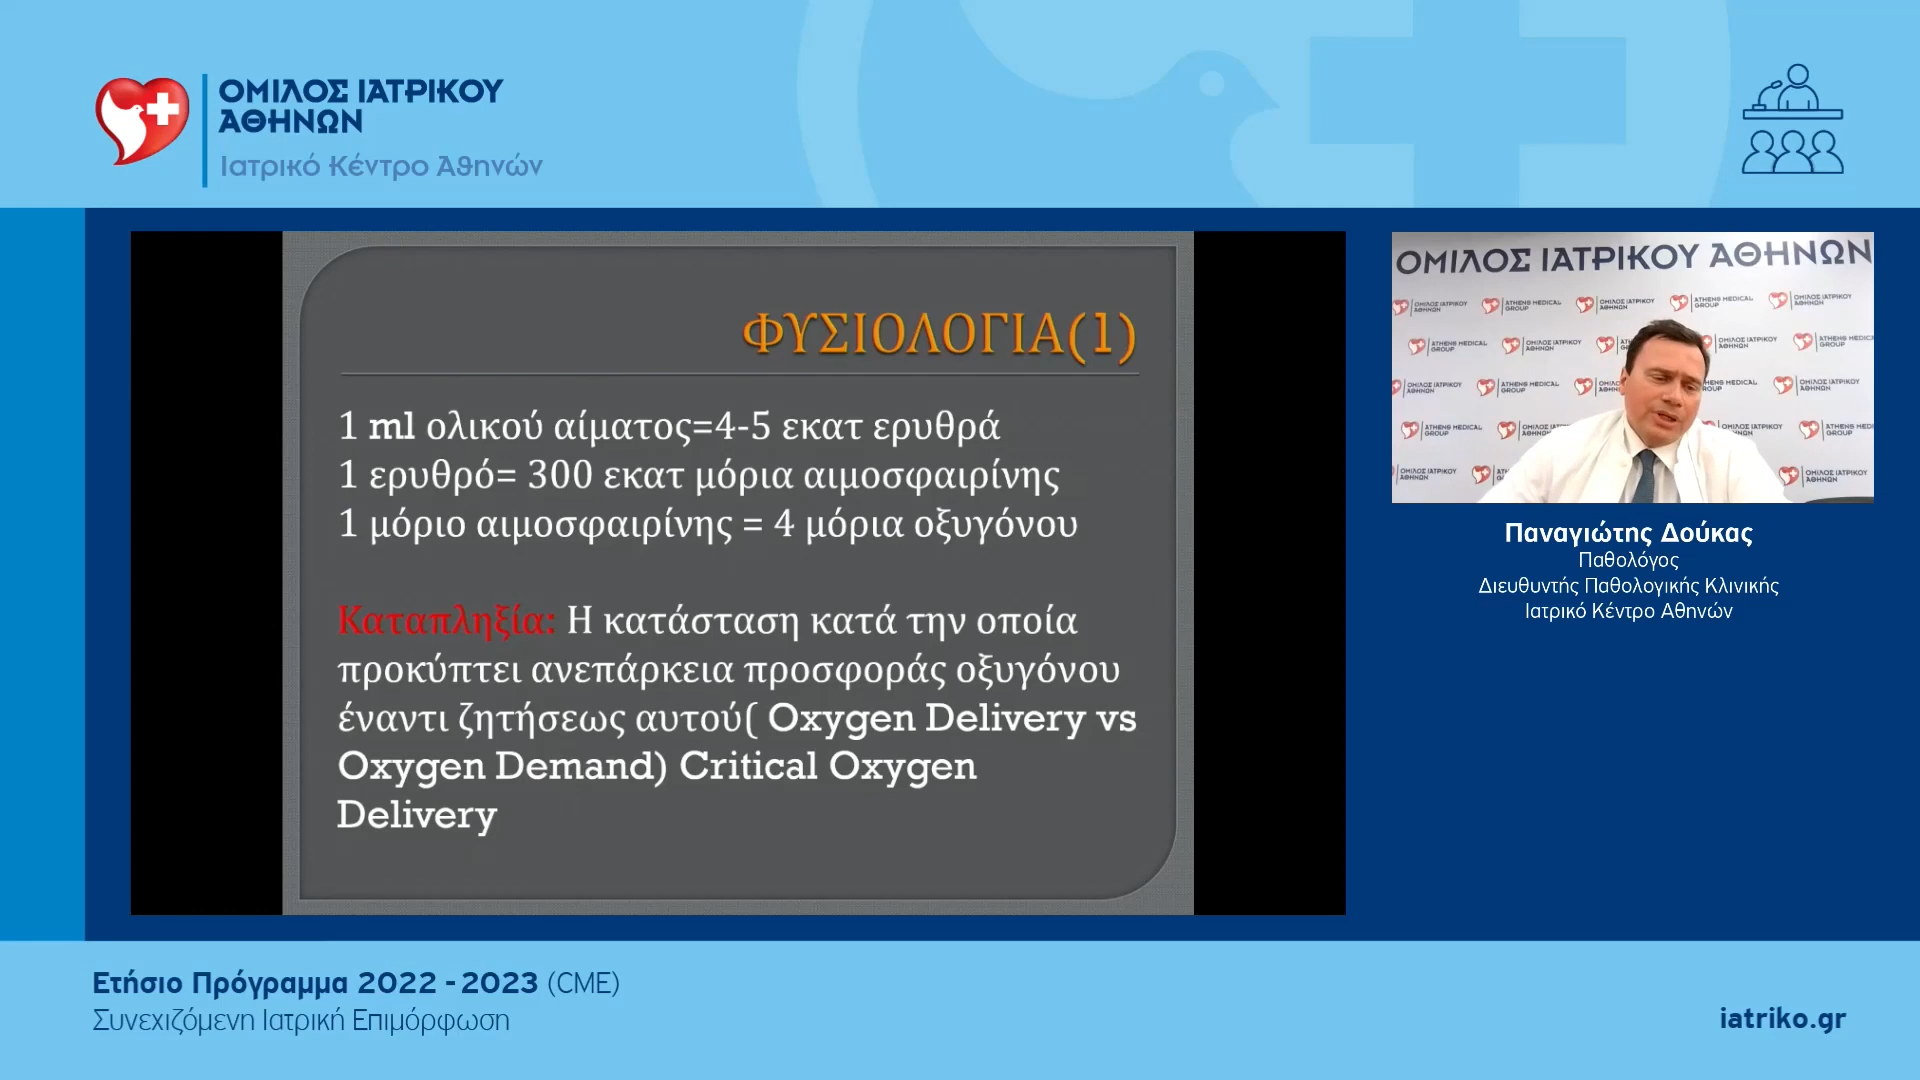 ΟΜΙΛΟΣ ΙΑΤΡΙΚΟΥ
ΑΘΗΝΩΝ
Ιατρικό Κέντρο Αθηνών
ΦΥΣΙΟΛΟΓΙΑ(1)
1 ml ολικού αίματος=4-5 εκατ ερυθρά
1 ερυθρό= 300 εκατ μόρια αιμοσφαιρίνης
1 μόριο αιμοσφαιρίνης = 4 μόρια οξυγόνου
Καταπληξία: Η κατάσταση κατά την οποία
προκύπτει ανεπάρκεια προσφοράς οξυγόνου
έναντι ζητήσεως αυτού( Oxygen Delivery vs
Oxygen Demand) Critical Oxygen
Delivery
ΟΜΙΛΟΣ ΙΑΤΡΙΚΟΥ ΑΘΗΝΩΝ
Παναγιώτης Δούκας
Παθολόγος
Διευθυντής Παθολογικής Κλινικής
Ιατρικό Κέντρο Αθηνών
Ετήσιο Πρόγραμμα 2022 - 2023 (CME)
Συνεχιζόμενη Ιατρική Επιμόρφωση
iatriko.gr